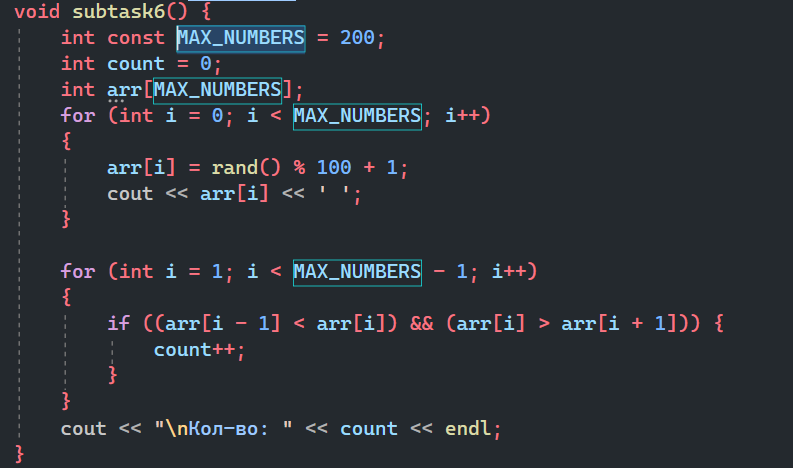 void subtask6() {
    int const MAX_NUMBERS = 200;
    int count = 0;
    int arr[MAX_NUMBERS];
    for (int i = 0; i < MAX_NUMBERS; i++)
    {
        arr[i] = rand() % 100 + 1;
        cout << arr[i] << ' ';
    }

    for (int i = 1; i < MAX_NUMBERS - 1; i++)
    {
        if ((arr[i - 1] < arr[i]) && (arr[i] > arr[i + 1])) {
            count++;
        }
    }
    cout << "\nКол-во: " << count << endl;
}